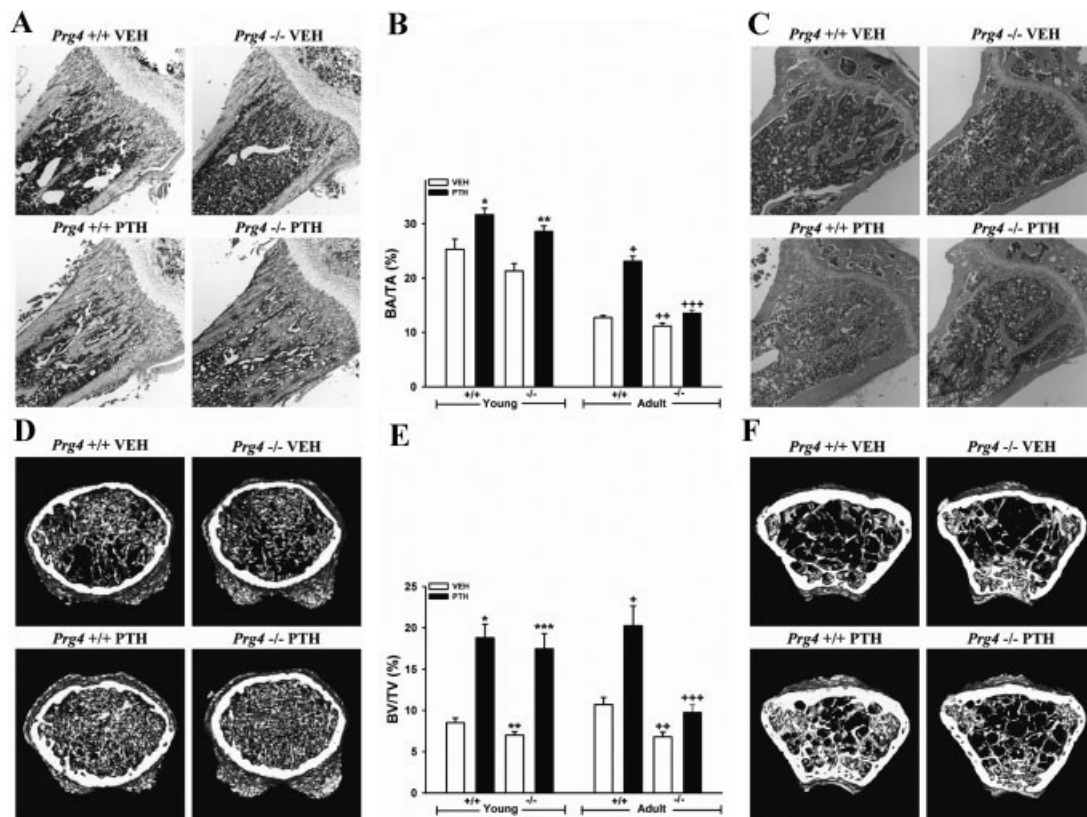 A
Prg4 +/+ VEH
Prg4 -/- VEH
Prg4 +/+ PTH
Prg4 -/- PTH
B
VEH
PTH
BA/TA (%)
30
20
10
0
*
**
+
++
+++
+/+
-/-
+/+
-/-
Young
Adult
C
Prg4 +/+ VEH
Prg4 -/- VEH
Prg4 +/+ PTH
Prg4 -/- PTH
D
Prg4 +/+ VEH
Prg4 -/- VEH
Prg4 +/+ PTH
Prg4 -/- PTH
E
VEH
PTH
BV/TV (%)
25
20
15
10
5
0
*
**
***
+
++
+++
+/+
-/-
+/+
-/-
Young
Adult
F
Prg4 +/+ VEH
Prg4 -/- VEH
Prg4 +/+ PTH
Prg4 -/- PTH